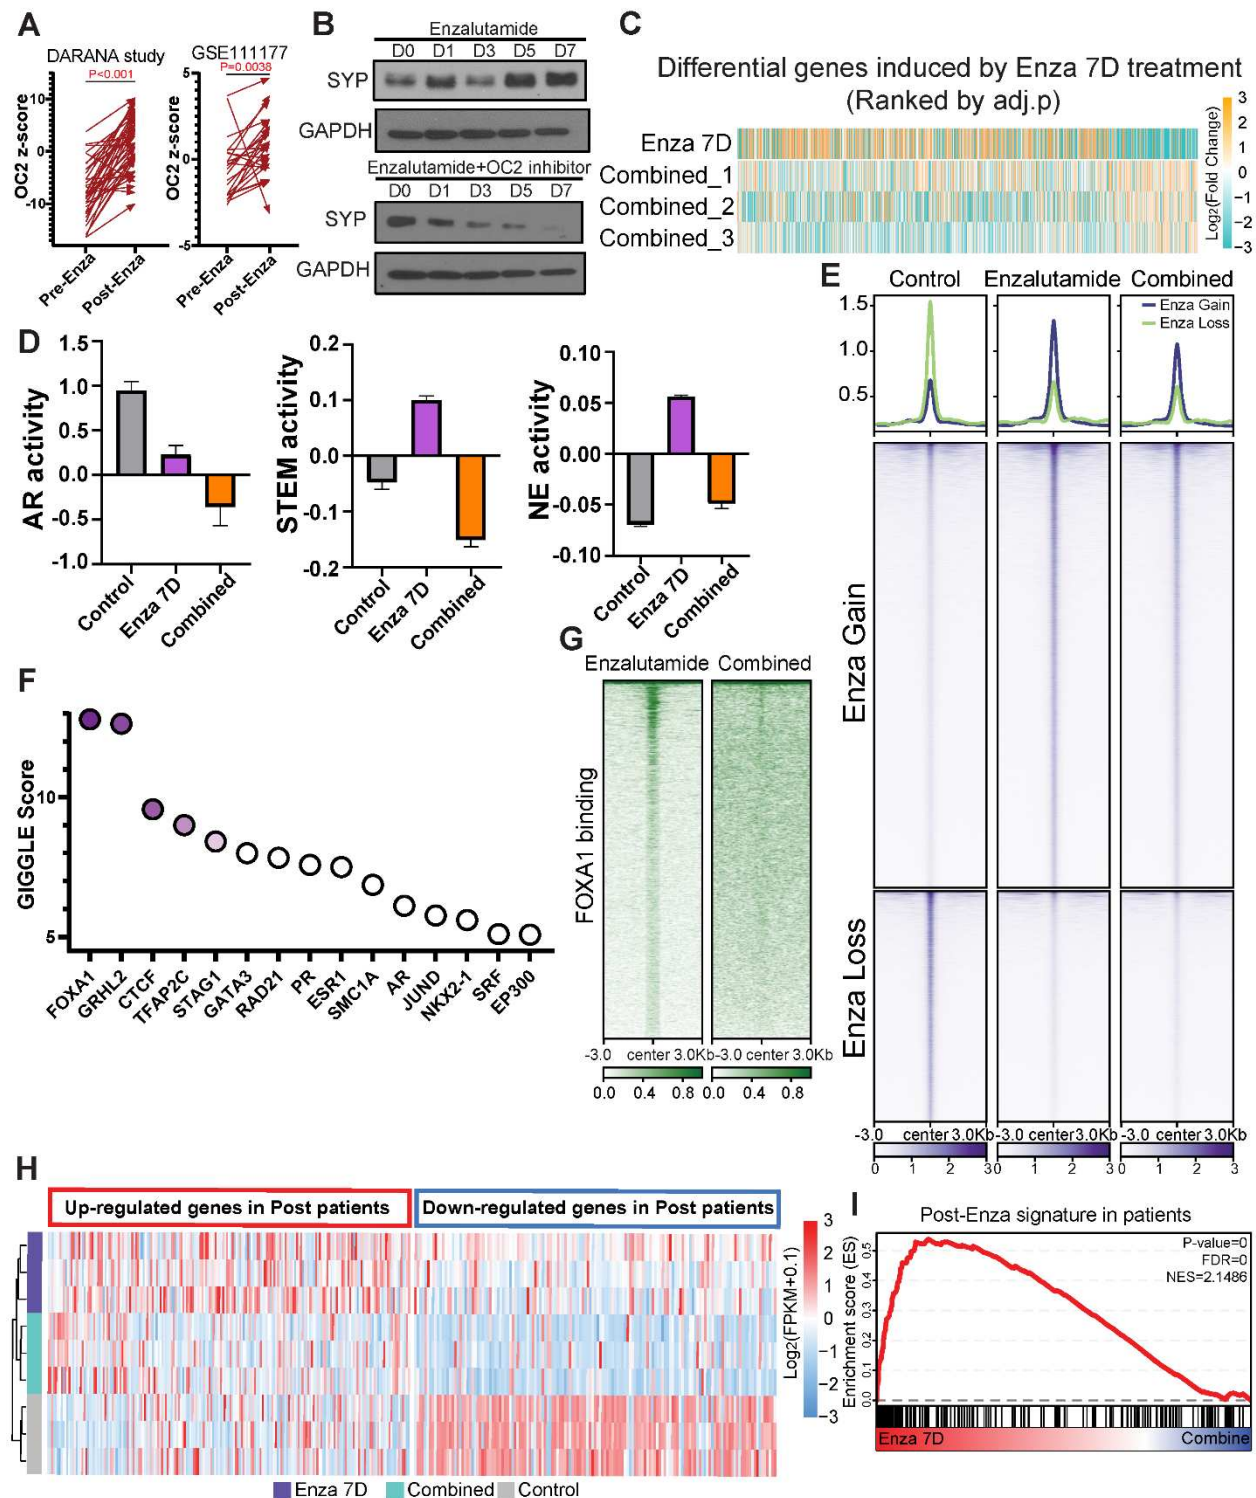 A
DARANA study
P<0.001
OC2 z-score
10
0
-10
Pre-Enza
Post-Enza
GSE111177
P=0.0038
OC2 z-score
5
0
-5
Pre-Enza
Post-Enza
B
Enzalutamide
D0 D1 D3 D5 D7
SYP
GAPDH
Enzalutamide+OC2 inhibitor
D0 D1 D3 D5 D7
SYP
GAPDH
C
Differential genes induced by Enza 7D treatment
(Ranked by adj.p)
Enza 7D
Combined_1
Combined_2
Combined_3
3
2
1
0
−1
−2
−3
Log2(Fold Change)
D
AR activity
1.5
1.0
0.5
0.0
-0.5
-1.0
Control
Enza 7D
Combined
STEM activity
0.2
0.1
0.0
-0.1
-0.2
Control
Enza 7D
Combined
NE activity
0.10
0.05
0.00
-0.05
-0.10
Control
Enza 7D
Combined
E
Control Enzalutamide Combined
1.5
1.0
0.5
Enza Gain
Enza Loss
Enza Gain
Enza Loss
-3.0 center 3.0Kb -3.0 center 3.0Kb -3.0 center 3.0Kb
0 1 2 3 0 1 2 3 0 1 2 3
F
GIGGLE Score
10
5
FOXA1
GRHL2
CTCF
TFAP2C
STAG1
GATA3
RAD21
PR
ESR1
SMC1A
AR
JUND
NKX2-1
SRF
EP300
G
Enzalutamide Combined
FOXA1 binding
-3.0 center 3.0Kb -3.0 center 3.0Kb
0.0 0.4 0.8 0.0 0.4 0.8
H
Up-regulated genes in Post patients
Down-regulated genes in Post patients
3
2
1
0
−1
−2
−3
Log2(FPKM+0.1)
Enza 7D Combined Control
I
Post-Enza signature in patients
P-value=0
FDR=0
NES=2.1486
Enrichment score (ES)
0.5
0.4
0.3
0.2
0.1
0.0
Enza 7D Combine